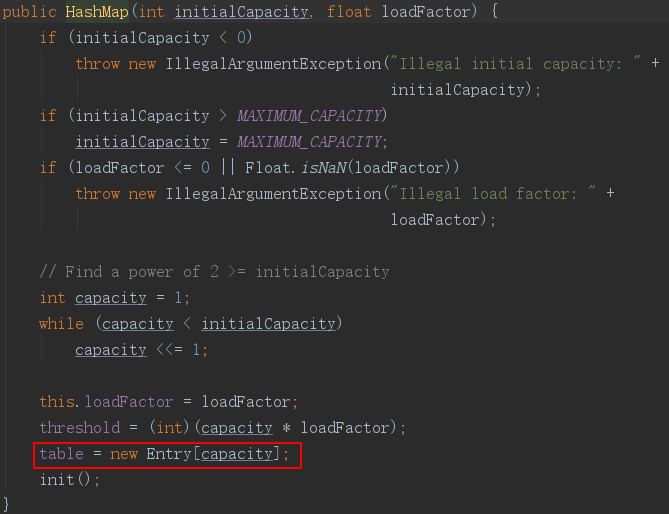 public HashMap(int initialCapacity, float loadFactor) {
if (initialCapacity < 0)
throw new IllegalArgumentException("Illegal initial capacity: " +
initialCapacity);
if (initialCapacity > MAXIMUM_CAPACITY)
initialCapacity = MAXIMUM_CAPACITY;
if (loadFactor <= 0 || Float.isNaN(loadFactor))
throw new IllegalArgumentException("Illegal load factor: " +
loadFactor);
// Find a power of 2 >= initialCapacity
int capacity = 1;
while (capacity < initialCapacity)
capacity <<= 1;
this.loadFactor = loadFactor;
threshold = (int)(capacity * loadFactor);
table = new Entry[capacity];
init();
}